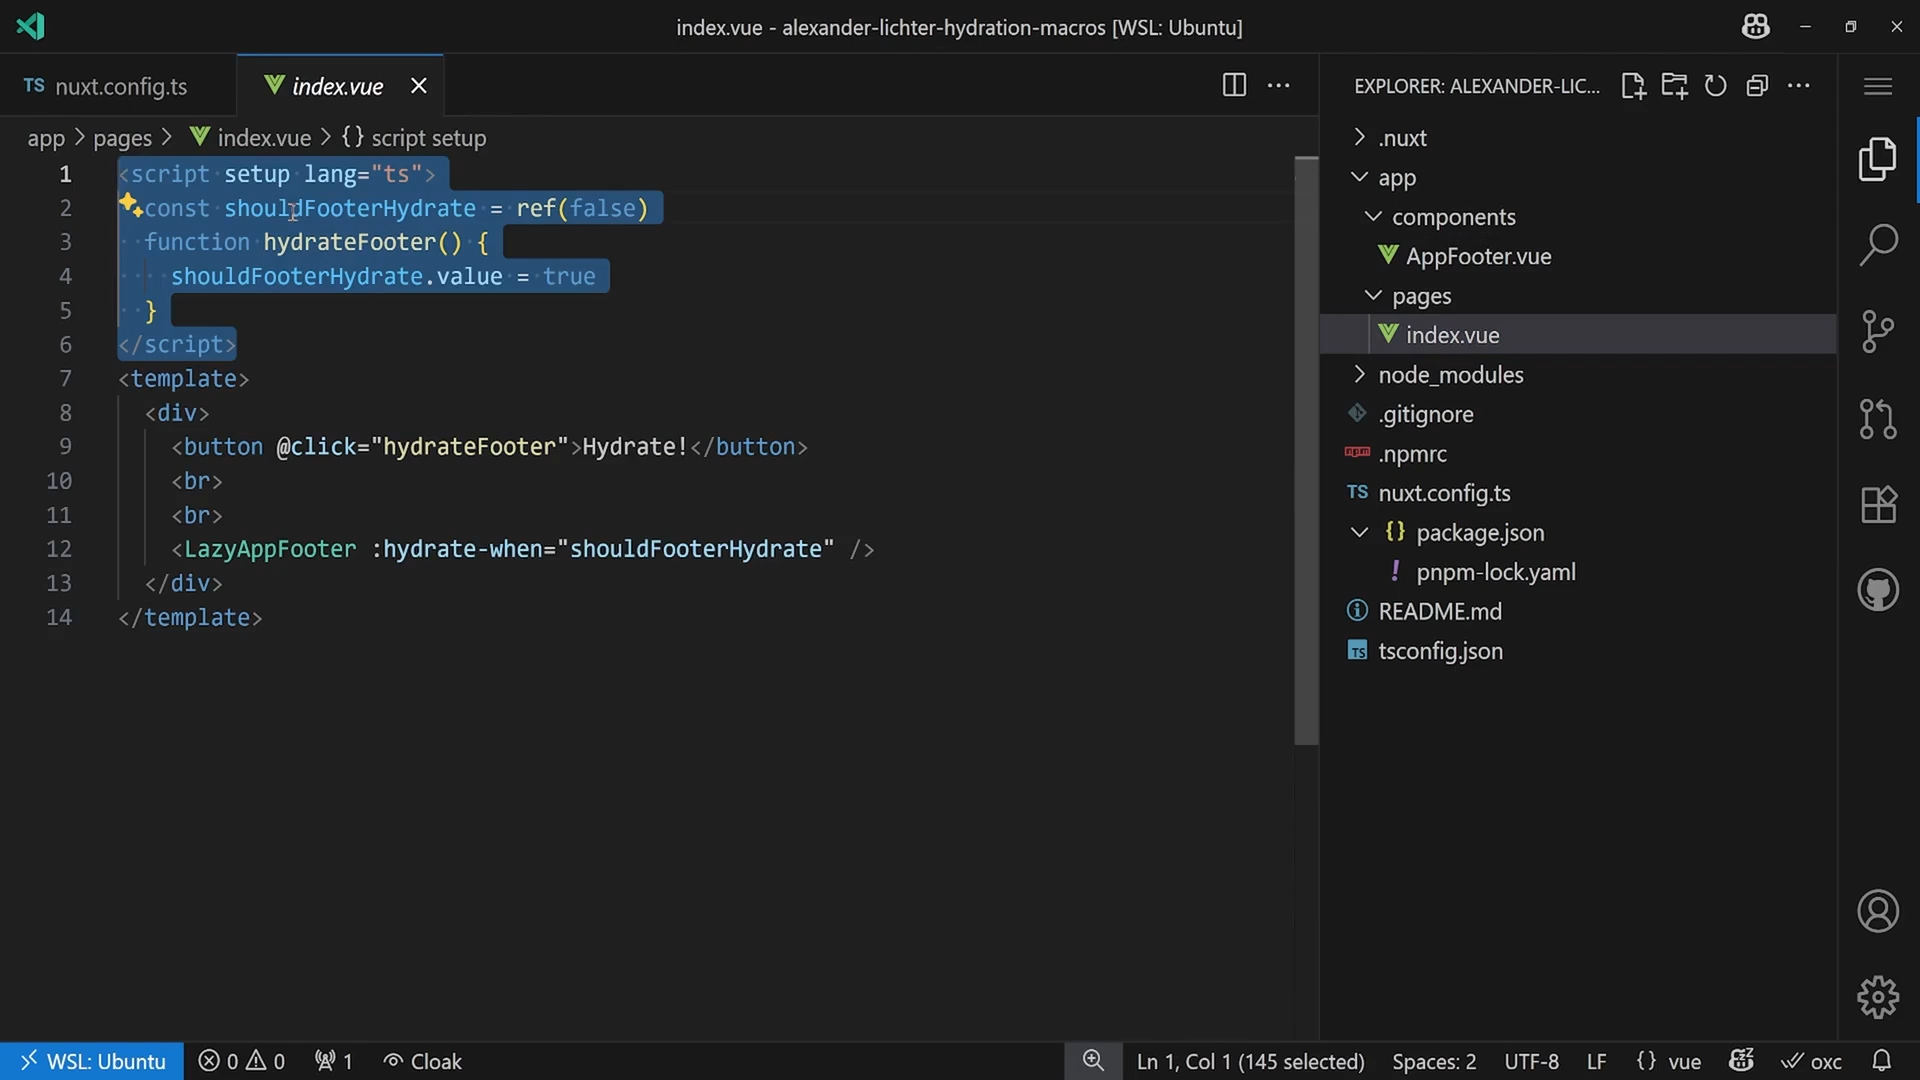 index.vue - alexander-lichter-hydration-macros [WSL: Ubuntu]
TS nuxt.config.ts
index.vue
EXPLORER: ALEXANDER-LIC...
app > pages > index.vue > {} script setup
1 <script setup lang="ts">
2 const shouldFooterHydrate = ref(false)
3 function hydrateFooter() {
4 shouldFooterHydrate.value = true
5 }
6 </script>
7 <template>
8 <div>
9 <button @click="hydrateFooter">Hydrate!</button>
10 <br>
11 <br>
12 <LazyAppFooter :hydrate-when="shouldFooterHydrate" />
13 </div>
14 </template>
.nuxt
app
components
AppFooter.vue
pages
index.vue
node_modules
.gitignore
npm .npmrc
TS nuxt.config.ts
{} package.json
! pnpm-lock.yaml
README.md
TS tsconfig.json
WSL: Ubuntu
0
0
1
Cloak
Ln 1, Col 1 (145 selected)
Spaces: 2
UTF-8
LF
{} vue
oxc